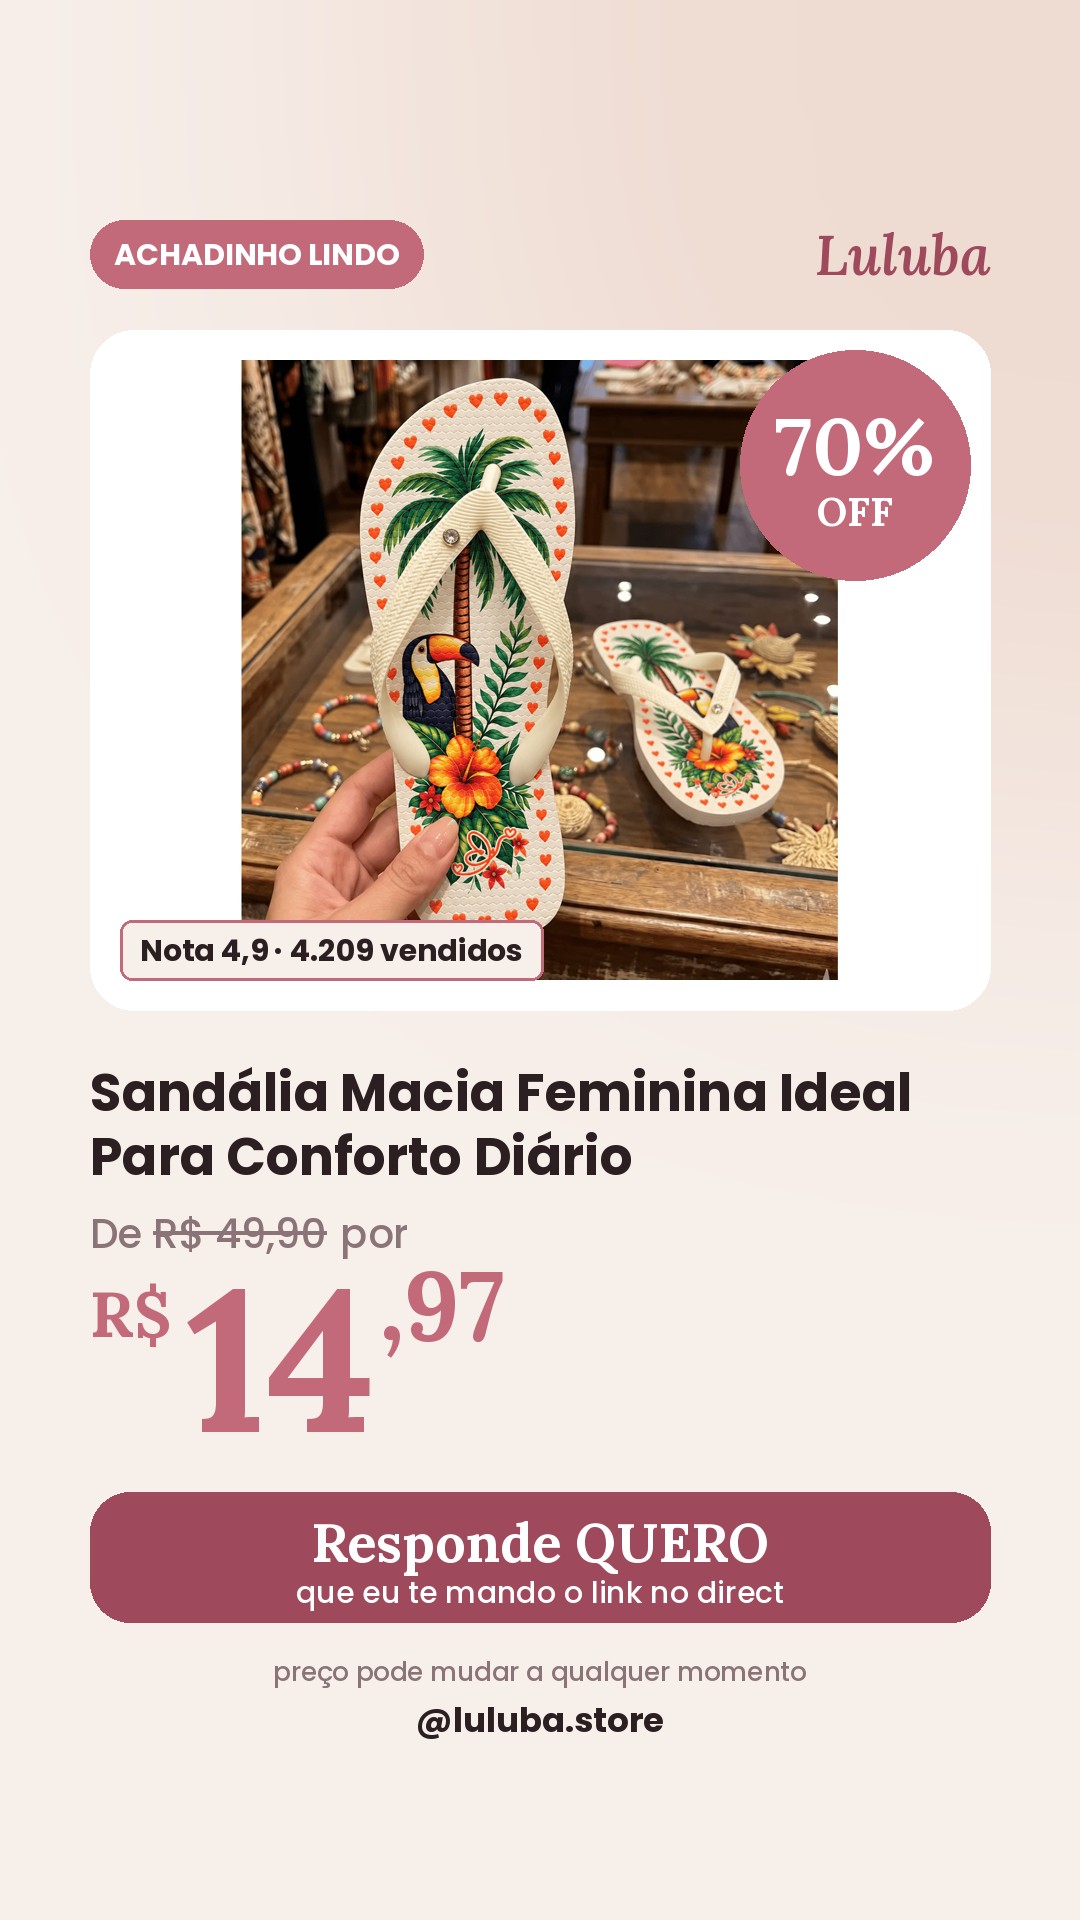 ACHADINHO LINDO
Luluba
70%
OFF
Nota 4,9 · 4.209 vendidos
Sandália Macia Feminina Ideal
Para Conforto Diário
De R$ 49,90 por
R$ 14,97
Responde QUERO
que eu te mando o link no direct
preço pode mudar a qualquer momento
@luluba.store